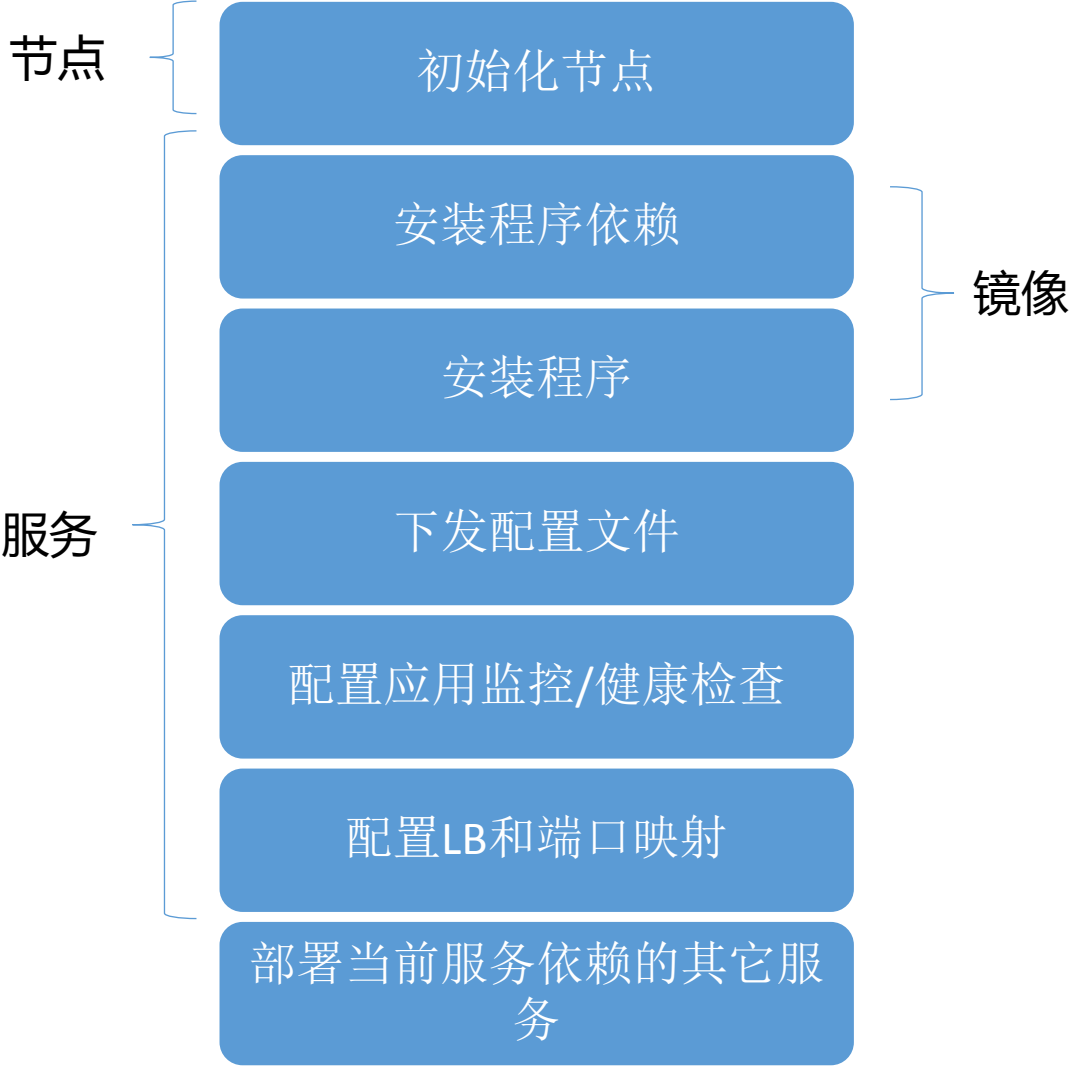 节点
初始化节点
安装程序依赖
镜像
安装程序
服务
下发配置文件
配置应用监控/健康检查
配置LB和端口映射
部署当前服务依赖的其它服
务